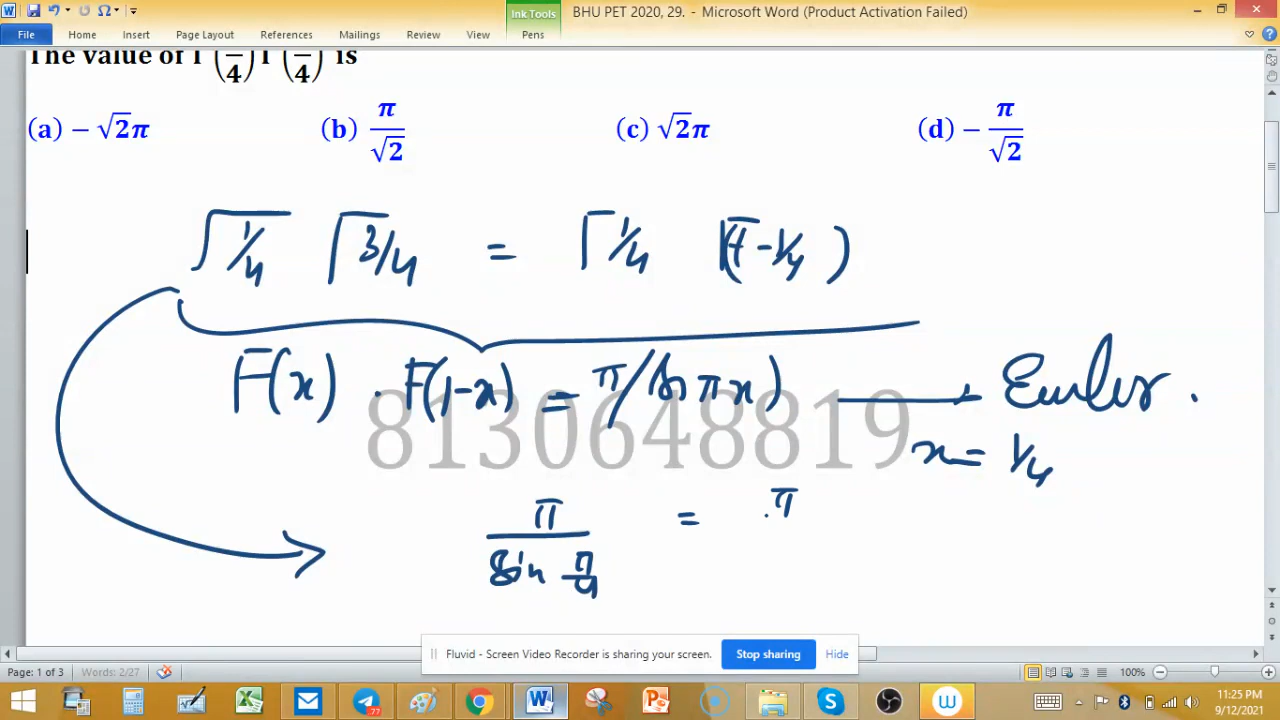 Ink Tools
BHU PET 2020, 29. - Microsoft Word (Product Activation Failed)
File Home Insert Page Layout References Mailings Review View Pens
The value of Γ (‾/4) Γ (‾/4) is
(a) − √2π (b) π/√2 (c) √2π (d) − π/√2
Γ1/4 Γ3/4 = Γ1/4 Γ(1-1/4)
Γ(x) . Γ(1-x) = π/(sin πx) → Euler.
8130648819
x = 1/4
π/sin π/4 = π
Fluvid - Screen Video Recorder is sharing your screen. Stop sharing Hide
Page: 1 of 3 Words: 2/27 100%
77
11:25 PM
9/12/2021